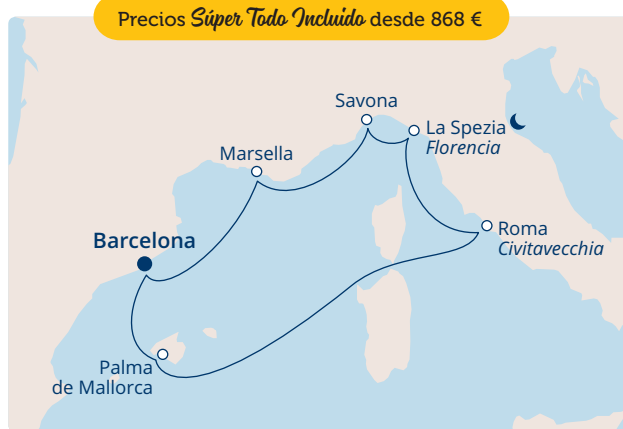 Precios Súper Todo Incluido desde 868 €
Savona
La Spezia
Florencia
Marsella
Barcelona
Roma
Civitavecchia
Palma
de Mallorca